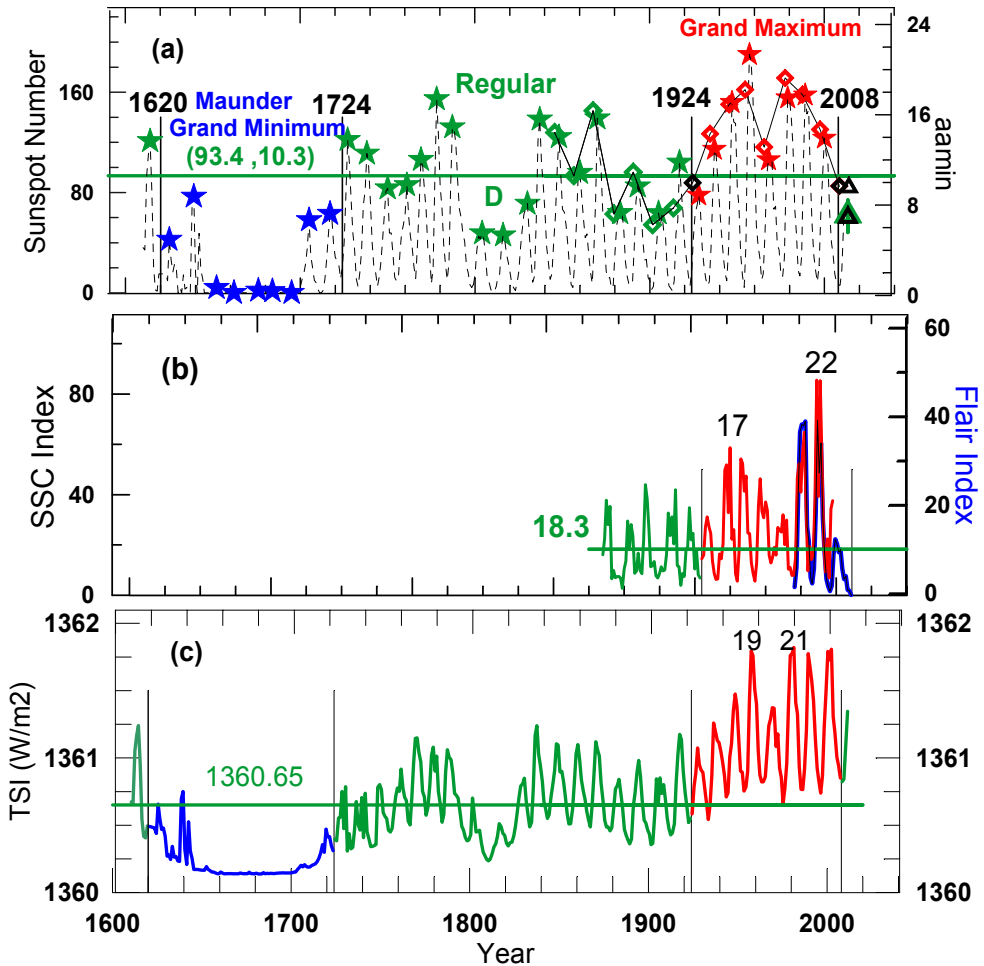 (a)
Grand Maximum
24
160
1620
Maunder
Grand Minimum
(93.4 ,10.3)
1724
Regular
1924
2008
16
Sunspot Number
aamin
80
D
8
0
0
(b)
60
22
80
40
17
SSC Index
Flair Index
40
20
18.3
0
0
1362
(c)
19
21
1362
1361
1360.65
1361
TSI (W/m2)
1360
1360
1600
1700
1800
1900
2000
Year